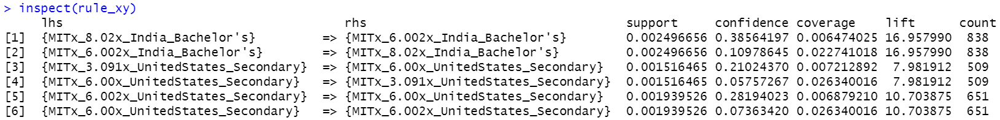 > inspect(rule_xy)
lhs rhs support confidence coverage lift count
[1] {MITx_8.02x_India_Bachelor's} => {MITx_6.002x_India_Bachelor's} 0.002496656 0.38564197 0.006474025 16.957990 838
[2] {MITx_6.002x_India_Bachelor's} => {MITx_8.02x_India_Bachelor's} 0.002496656 0.10978645 0.022741018 16.957990 838
[3] {MITx_3.091x_UnitedStates_Secondary} => {MITx_6.00x_UnitedStates_Secondary} 0.001516465 0.21024370 0.007212892 7.981912 509
[4] {MITx_6.00x_UnitedStates_Secondary} => {MITx_3.091x_UnitedStates_Secondary} 0.001516465 0.05757267 0.026340016 7.981912 509
[5] {MITx_6.002x_UnitedStates_Secondary} => {MITx_6.00x_UnitedStates_Secondary} 0.001939526 0.28194023 0.006879210 10.703875 651
[6] {MITx_6.00x_UnitedStates_Secondary} => {MITx_6.002x_UnitedStates_Secondary} 0.001939526 0.07363420 0.026340016 10.703875 651